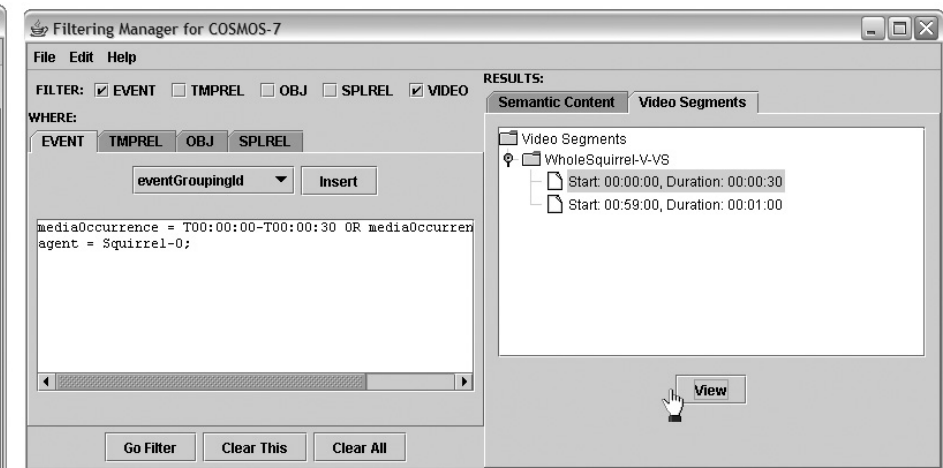 Filtering Manager for COSMOS-7
File Edit Help
FILTER: EVENT TMPREL OBJ SPLREL VIDEO
WHERE:
EVENT TMPREL OBJ SPLREL
eventGroupingId Insert
mediaOccurrence = T00:00:00-T00:00:30 OR mediaOccurren
agent = Squirrel-0;
Go Filter Clear This Clear All
RESULTS:
Semantic Content Video Segments
Video Segments
WholeSquirrel-V-VS
Start: 00:00:00, Duration: 00:00:30
Start: 00:59:00, Duration: 00:01:00
View